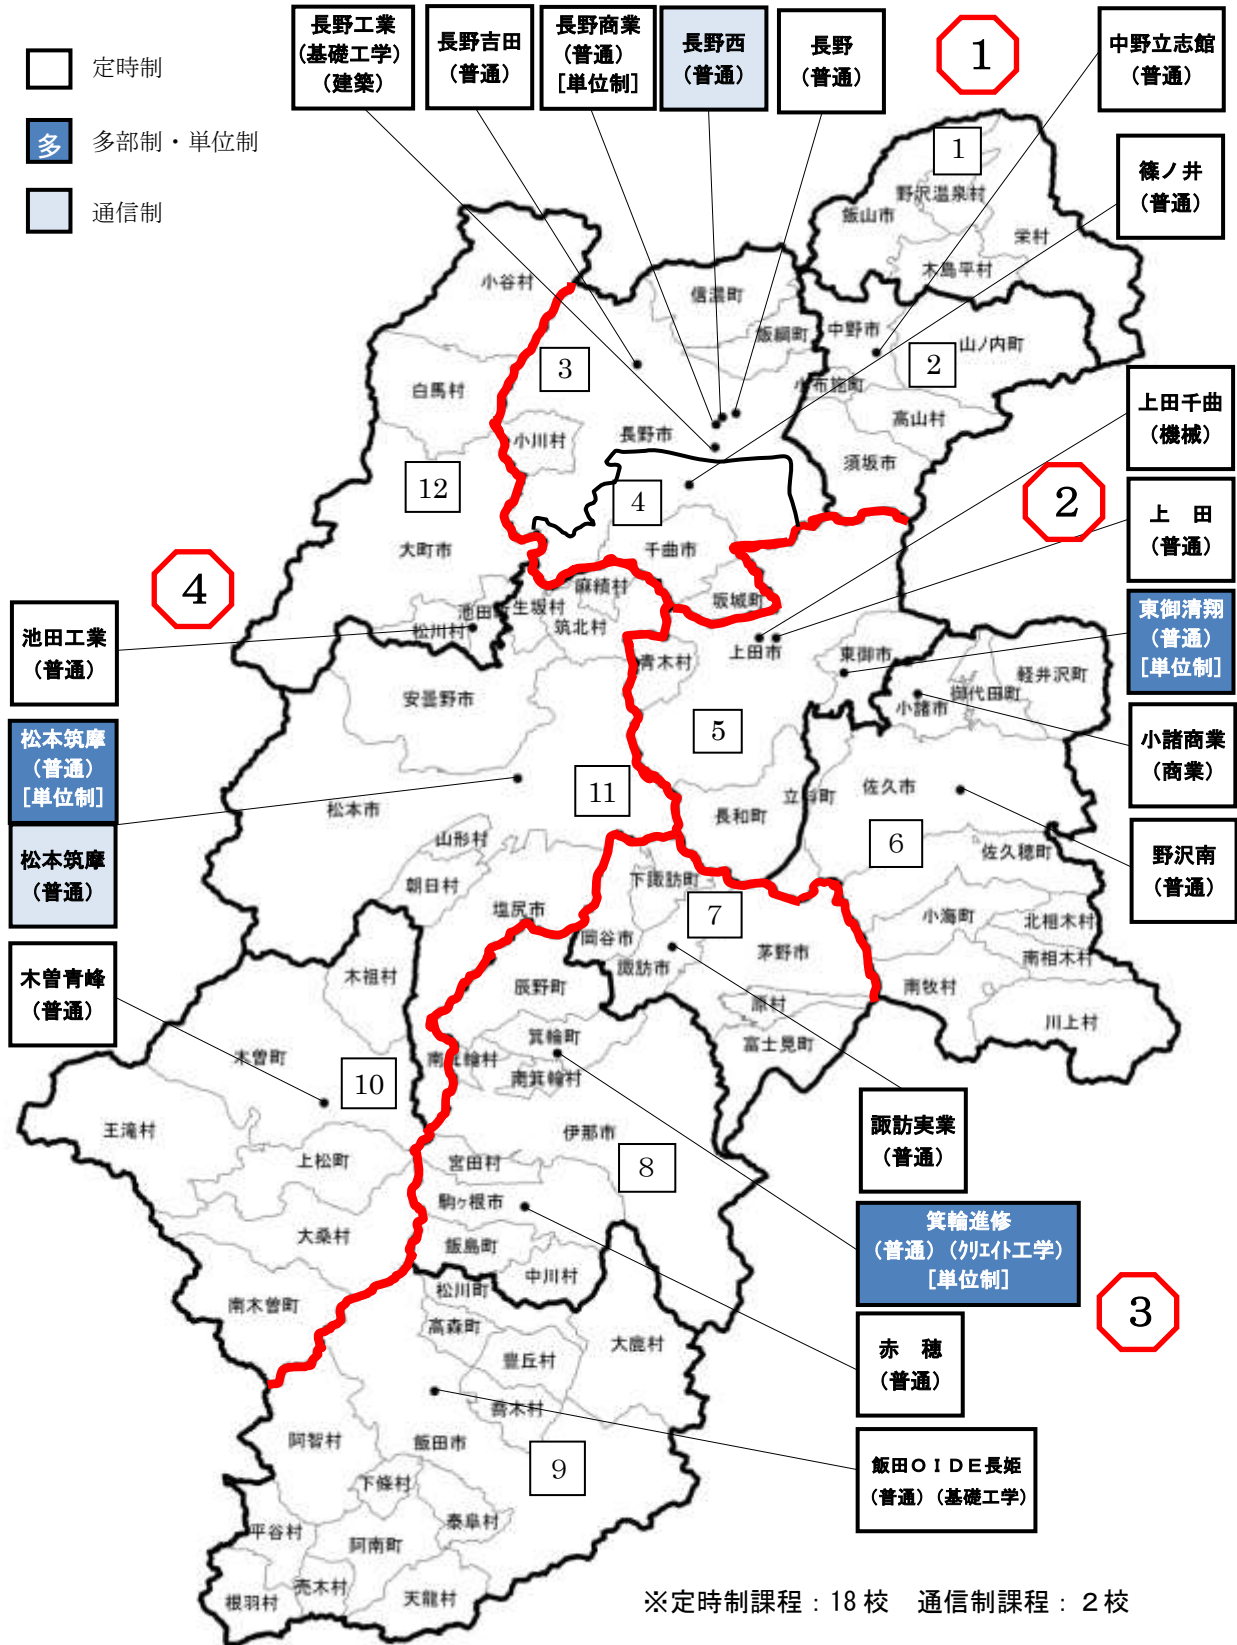 定時制
多
多部制・単位制
通信制
長野工業
(基礎工学)
(建築)
長野吉田
(普通)
長野商業
(普通)
[単位制]
長野西
(普通)
長野
(普通)
1
中野立志館
(普通)
篠ノ井
(普通)
1
野沢温泉村
飯山市
栄村
木島平村
小谷村
信濃町
飯綱町
中野市
山ノ内町
2
3
白馬村
小布施町
高山村
小川村
長野市
須坂市
上田千曲
(機械)
12
4
2
上　田
(普通)
大町市
千曲市
4
麻績村
坂城町
池田町
生坂村
筑北村
松川村
池田工業
(普通)
上田市
東御市
青木村
東御清翔
(普通)
[単位制]
安曇野市
軽井沢町
御代田町
小諸市
5
小諸商業
(商業)
松本筑摩
(普通)
[単位制]
11
松本市
長和町
立科町
佐久市
山形村
6
佐久穂町
松本筑摩
(普通)
朝日村
下諏訪町
野沢南
(普通)
塩尻市
7
小海町
北相木村
岡谷市
諏訪市
茅野市
南相木村
木曽青峰
(普通)
木祖村
辰野町
南牧村
原村
川上村
箕輪町
富士見町
木曽町
南箕輪村
南箕輪村
10
王滝村
伊那市
諏訪実業
(普通)
上松町
宮田村
8
駒ヶ根市
大桑村
飯島町
中川村
箕輪進修
(普通)(ｸﾘｴｲﾄ工学)
[単位制]
松川町
南木曽町
高森町
大鹿村
3
豊丘村
赤　穂
(普通)
喬木村
阿智村
飯田市
9
飯田ＯＩＤＥ長姫
(普通)(基礎工学)
下條村
平谷村
泰阜村
阿南町
売木村
根羽村
天龍村
※定時制課程：18校　通信制課程：２校